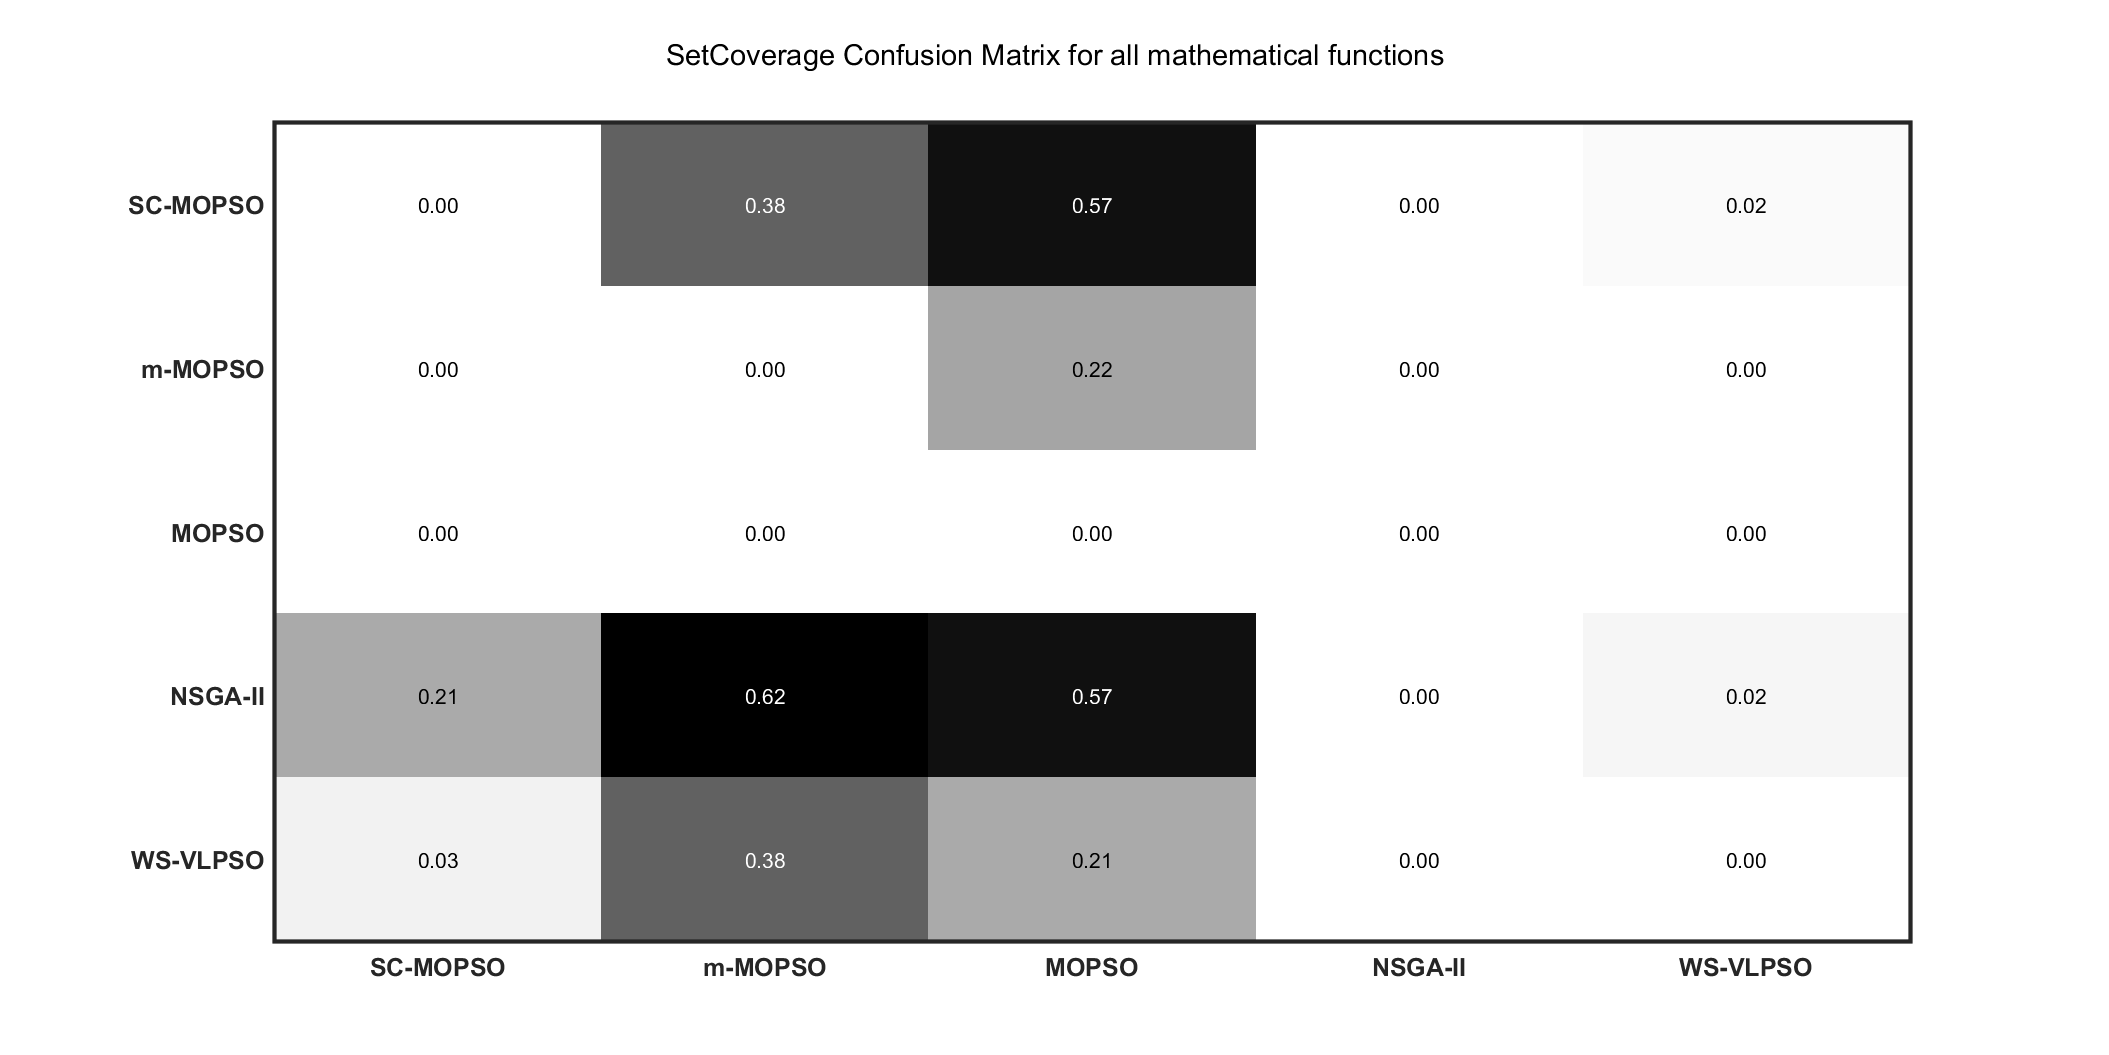 SetCoverage Confusion Matrix for all mathematical functions
SC-MOPSO 0.00 0.38 0.57 0.00 0.02
m-MOPSO 0.00 0.00 0.22 0.00 0.00
MOPSO 0.00 0.00 0.00 0.00 0.00
NSGA-II 0.21 0.62 0.57 0.00 0.02
WS-VLPSO 0.03 0.38 0.21 0.00 0.00
SC-MOPSO m-MOPSO MOPSO NSGA-II WS-VLPSO